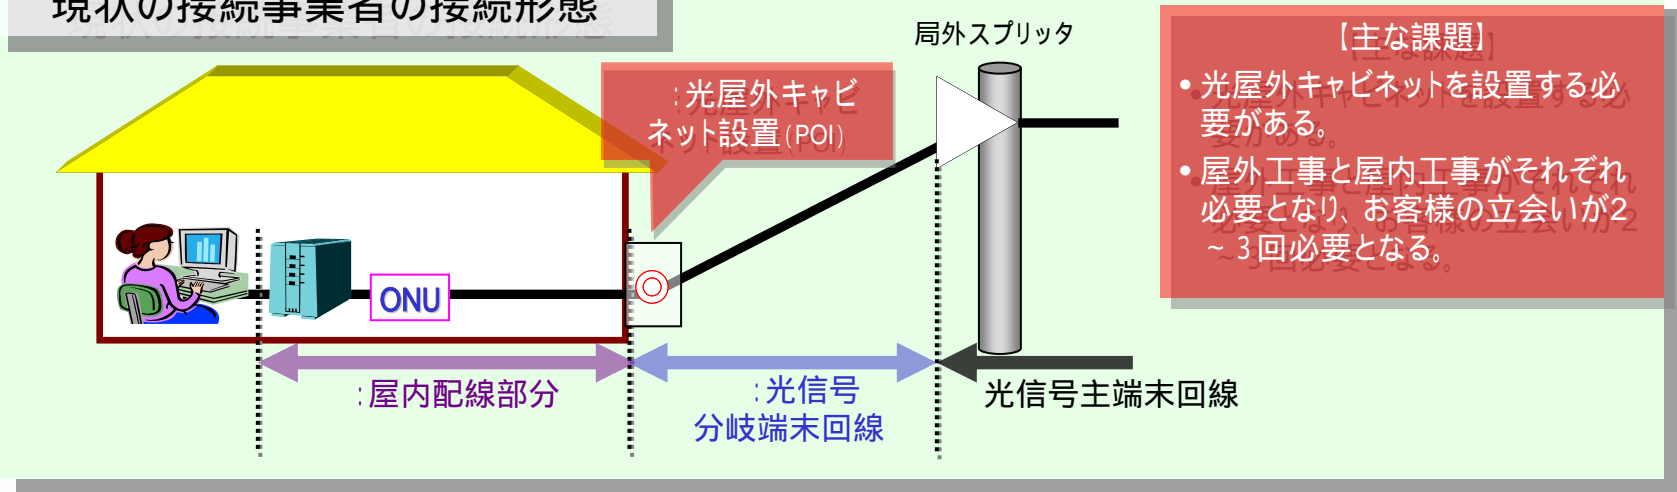 現状の接続事業者の接続形態
局外スプリッタ
【主な課題】
• 光屋外キャビネットを設置する必
要がある。
• 屋外工事と屋内工事がそれぞれ
必要となり、お客様の立会いが2
~3回必要となる。
:光屋外キャビ
ネット設置(POI)
ONU
:屋内配線部分
:光信号
分岐端末回線
光信号主端末回線